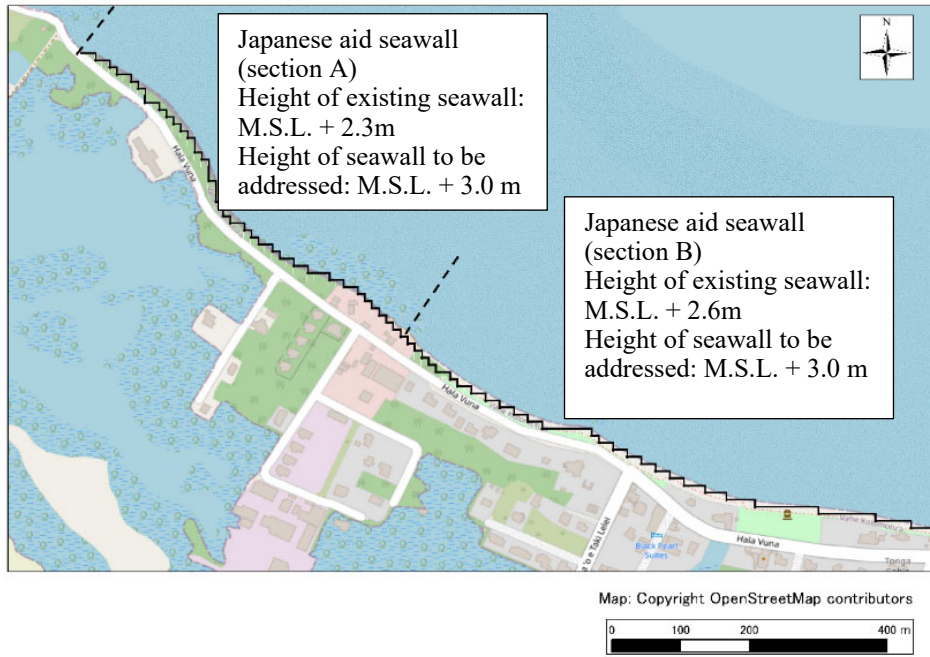 N
Japanese aid seawall
(section A)
Height of existing seawall:
M.S.L. + 2.3m
Height of seawall to be
addressed: M.S.L. + 3.0 m
Japanese aid seawall
(section B)
Height of existing seawall:
M.S.L. + 2.6m
Height of seawall to be
addressed: M.S.L. + 3.0 m
Hala Vuna
Hala Vuna
Taki Lelei
Black Pearl
Suites
Hala Vuna
Tonga
Map: Copyright OpenStreetMap contributors
0 100 200 400 m